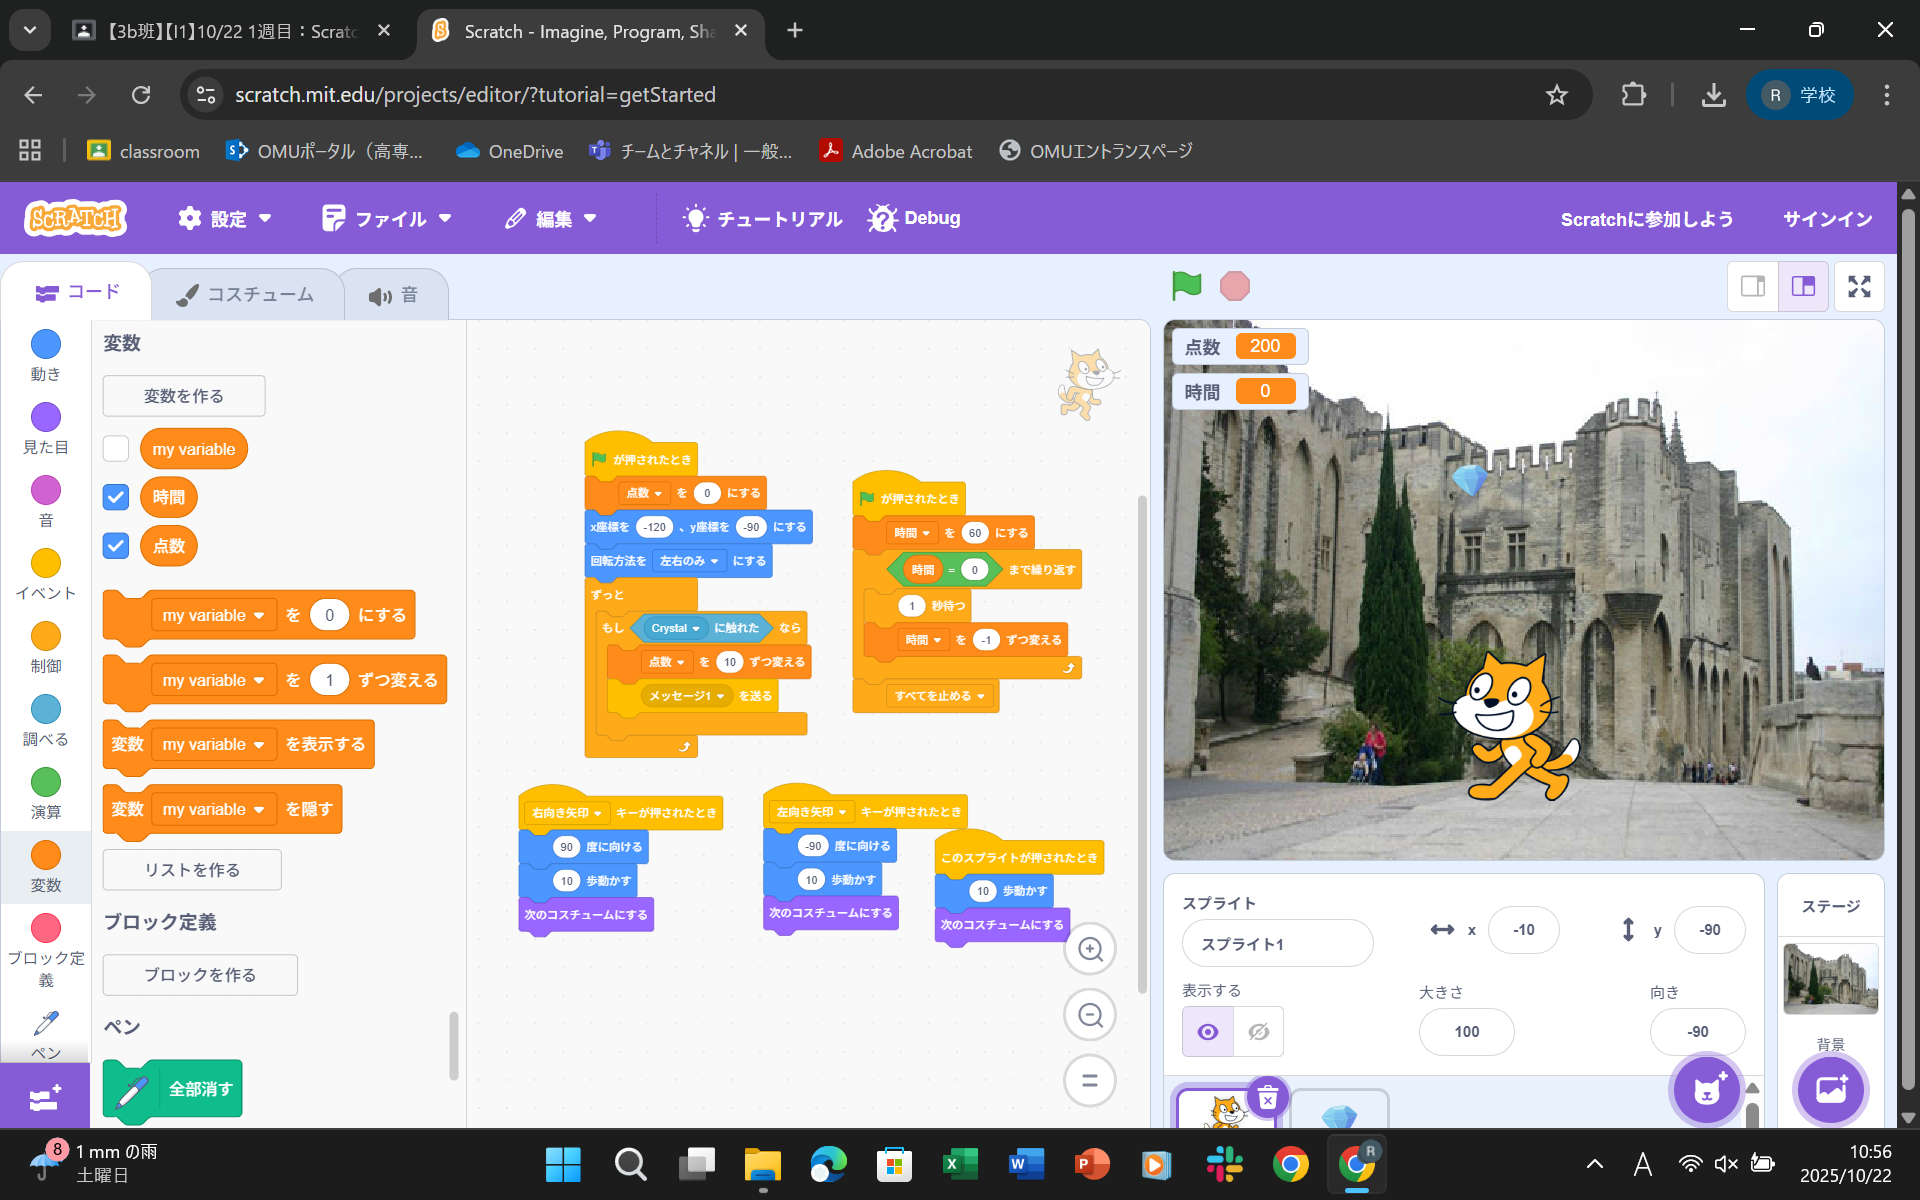 【3b班】【I1】10/22 1週目：Scratc
Scratch - Imagine, Program, Sha
scratch.mit.edu/projects/editor/?tutorial=getStarted
R 学校
classroom
OMUポータル（高専...
OneDrive
チームとチャネル | 一般...
Adobe Acrobat
OMUエントランスページ
SCRATCH
設定
ファイル
編集
チュートリアル
Debug
Scratchに参加しよう
サインイン
コード
コスチューム
音
動き
見た目
音
イベント
制御
調べる
演算
変数
ブロック定義
ペン
変数
変数を作る
my variable
時間
点数
my variable を 0 にする
my variable を 1 ずつ変える
変数 my variable を表示する
変数 my variable を隠す
リストを作る
ブロック定義
ブロックを作る
ペン
全部消す
が押されたとき
点数 を 0 にする
x座標を -120 、y座標を -90 にする
回転方法を 左右のみ にする
ずっと
もし Crystal に触れた なら
点数 を 10 ずつ変える
メッセージ1 を送る
が押されたとき
時間 を 60 にする
時間 = 0 まで繰り返す
1 秒待つ
時間 を -1 ずつ変える
すべてを止める
右向き矢印 キーが押されたとき
90 度に向ける
10 歩動かす
次のコスチュームにする
左向き矢印 キーが押されたとき
-90 度に向ける
10 歩動かす
次のコスチュームにする
このスプライトが押されたとき
10 歩動かす
次のコスチュームにする
点数 200
時間 0
スプライト
スプライト1
x -10
y -90
表示する
大きさ
100
向き
-90
ステージ
背景
8
1 mm の雨
土曜日
R
A
10:56
2025/10/22